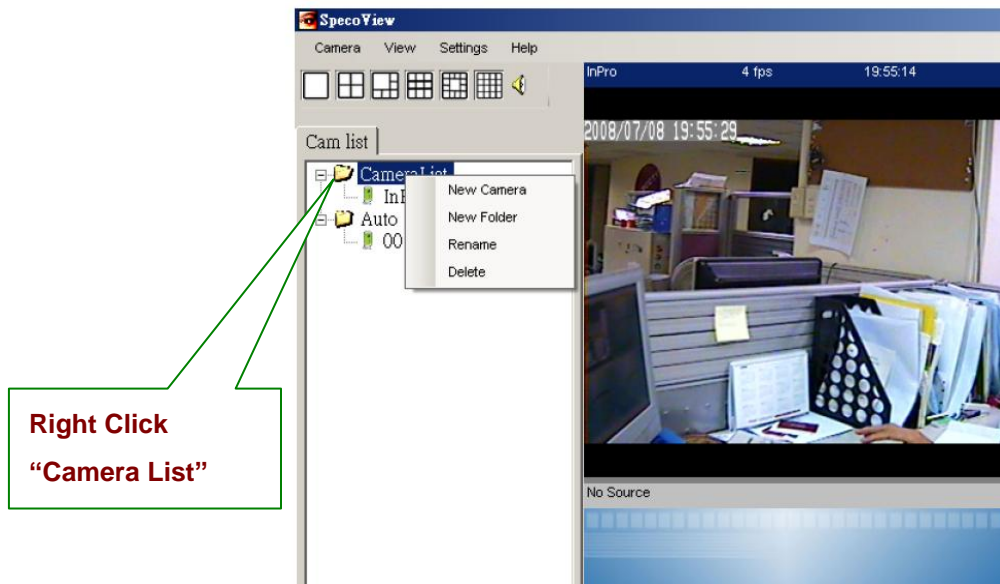 SpecoView
Camera View Settings Help
InPro 4 fps 19:55:14
2008/07/08 19:55:29
Cam list
CameraList
New Camera
New Folder
Auto
Rename
00
Delete
Right Click
“Camera List”
No Source